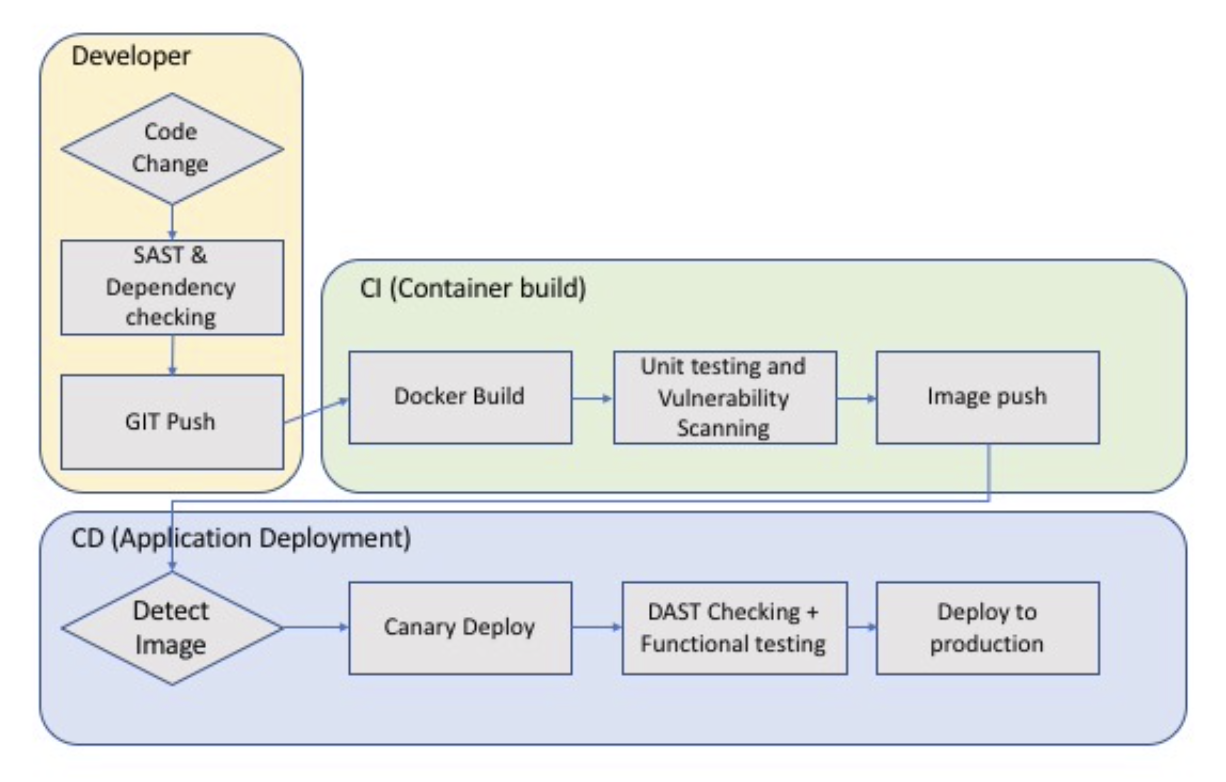 Developer
Code
Change
SAST &
Dependency
checking
GIT Push
CI (Container build)
Docker Build
Unit testing and
Vulnerability
Scanning
Image push
CD (Application Deployment)
Detect
Image
Canary Deploy
DAST Checking +
Functional testing
Deploy to
production